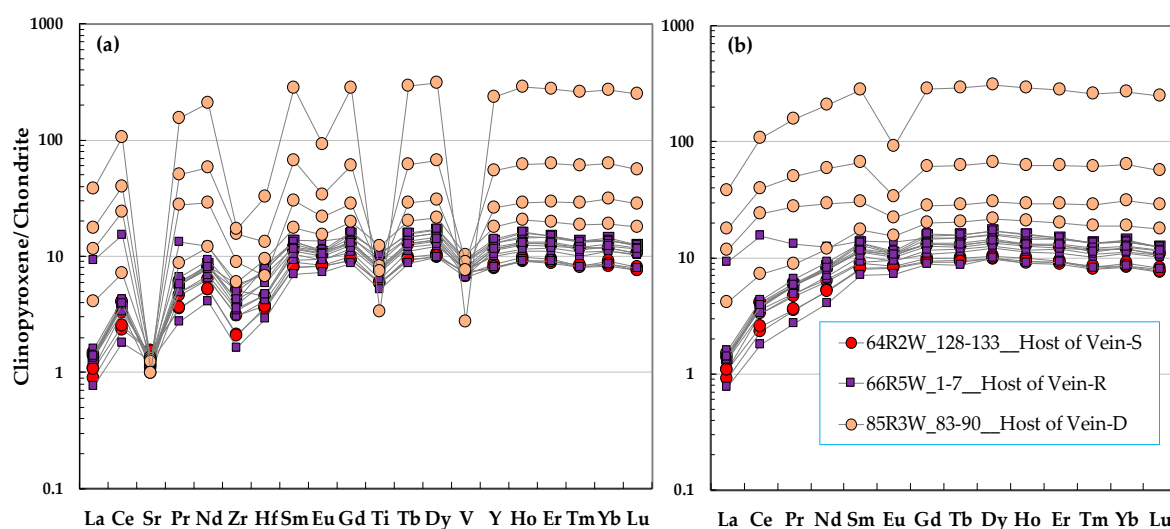 (a)
1000
100
10
1
0.1
Clinopyroxene/Chondrite
La Ce Sr Pr Nd Zr Hf Sm Eu Gd Ti Tb Dy V Y Ho Er Tm Yb Lu
(b)
1000
100
10
1
0.1
64R2W_128-133__Host of Vein-S
66R5W_1-7__Host of Vein-R
85R3W_83-90__Host of Vein-D
La Ce Pr Nd Sm Eu Gd Tb Dy Ho Er Tm Yb Lu